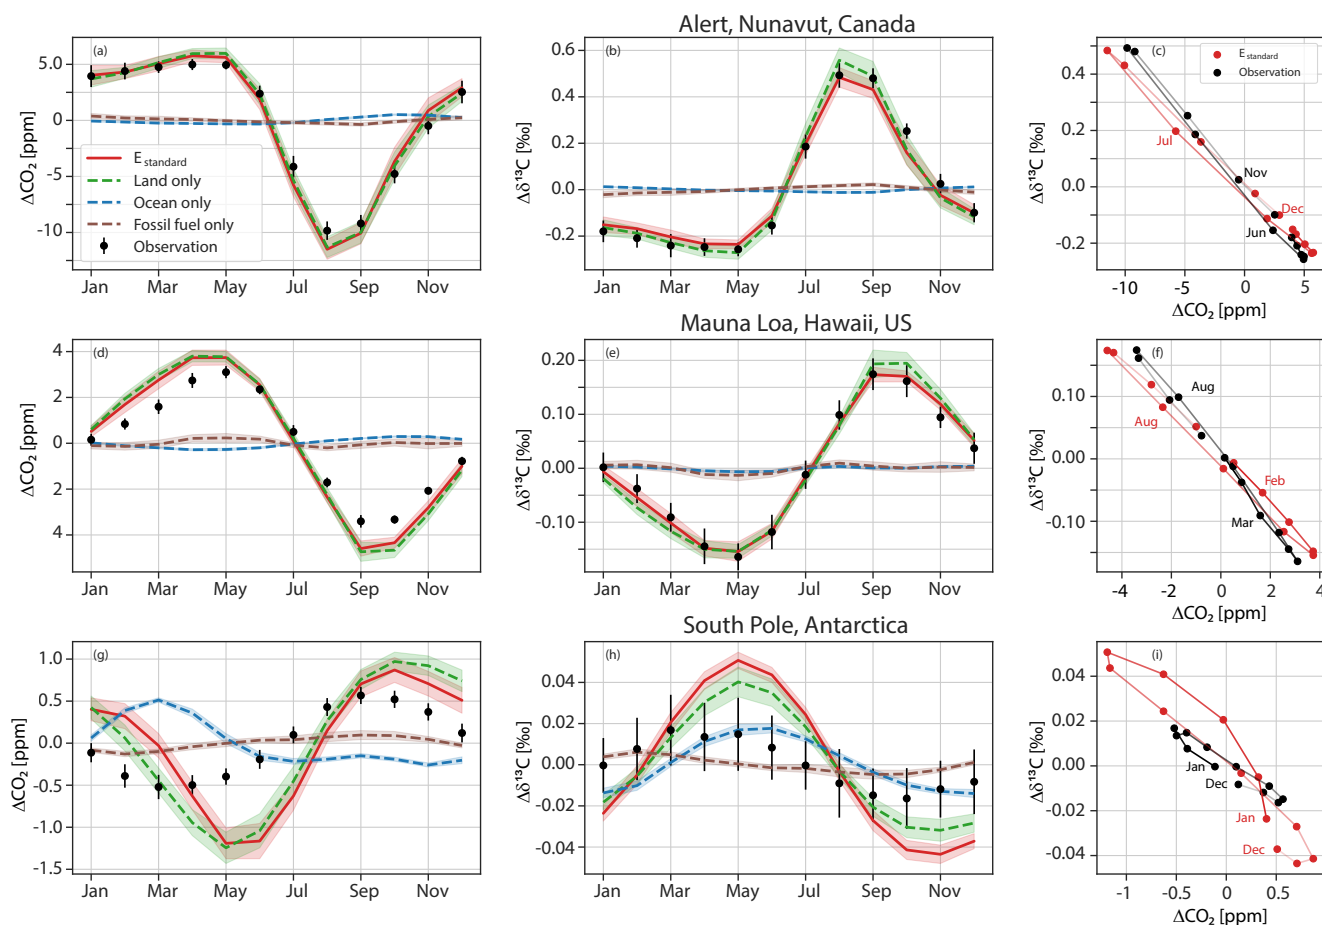 Alert, Nunavut, Canada
(a)
5.0
0
-5.0
-10
ΔCO₂ [ppm]
E standard
Land only
Ocean only
Fossil fuel only
Observation
Jan Mar May Jul Sep Nov
(b)
0.6
0.4
0.2
0.0
-0.2
Δδ¹³C [‰]
Jan Mar May Jul Sep Nov
(c)
E standard
Observation
0.4
0.2
0.0
-0.2
Δδ¹³C [‰]
Jul
Nov
Dec
Jun
-10 -5 0 5
ΔCO₂ [ppm]
Mauna Loa, Hawaii, US
(d)
4
2
0
2
4
ΔCO₂ [ppm]
Jan Mar May Jul Sep Nov
(e)
0.20
0.10
0.00
-0.10
Δδ¹³C [‰]
Jan Mar May Jul Sep Nov
(f)
0.10
0.00
-0.10
Δδ¹³C [‰]
Aug
Aug
Feb
Mar
-4 -2 0 2 4
ΔCO₂ [ppm]
South Pole, Antarctica
(g)
1.0
0.5
0.0
-0.5
-1.0
-1.5
ΔCO₂ [ppm]
Jan Mar May Jul Sep Nov
(h)
0.04
0.02
0.00
-0.02
-0.04
Δδ¹³C [‰]
Jan Mar May Jul Sep Nov
(i)
0.04
0.02
0.00
-0.02
-0.04
Δδ¹³C [‰]
Jan
Dec
Jan
Dec
-1 -0.5 0 0.5
ΔCO₂ [ppm]